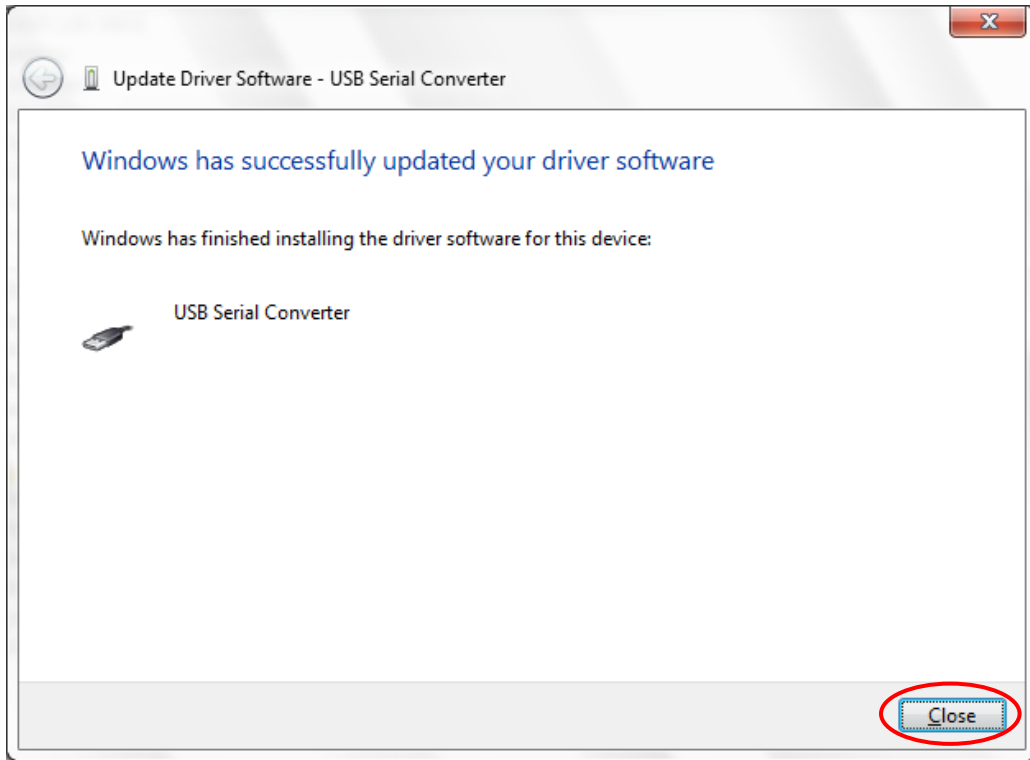 Update Driver Software - USB Serial Converter
Windows has successfully updated your driver software
Windows has finished installing the driver software for this device:
USB Serial Converter
Close